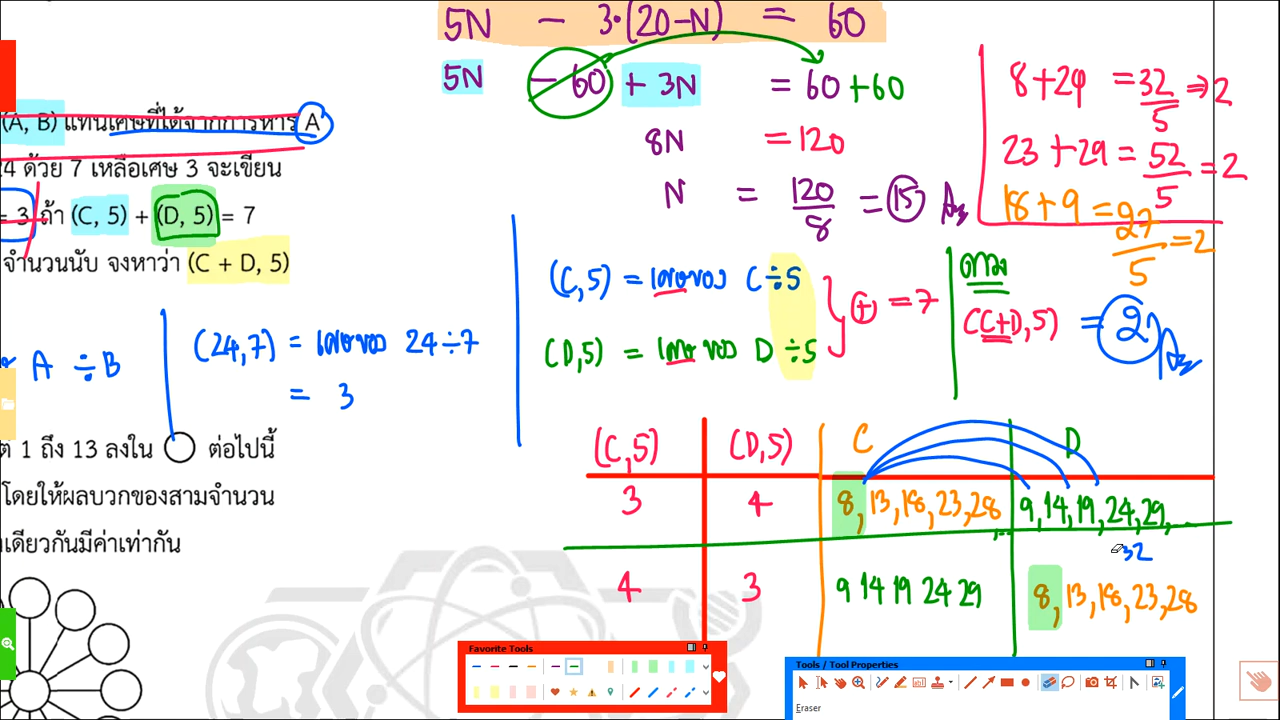 5N - 3·(20-N) = 60
5N - 60 + 3N = 60+60
8N = 120
N = 120/8 = 15 Ans
8+24 = 32/5 ⇒ 2
23+29 = 52/5 = 2
18+9 = 27/5 = 2
(A, B) แทนเศษที่ได้จากการหาร A
24 ด้วย 7 เหลือเศษ 3 จะเขียน
= 3 ถ้า (C, 5) + (D, 5) = 7
จำนวนนับ จงหาว่า (C + D, 5)
A ÷ B
(24,7) = เศษของ 24÷7
= 3
(C,5) = เศษของ C÷5
(D,5) = เศษของ D÷5
+ = 7
ถาม
(C+D,5) = 2 Ans
ต 1 ถึง 13 ลงใน ต่อไปนี้
โดยให้ผลบวกของสามจำนวน
เดียวกันมีค่าเท่ากัน
(C,5) (D,5) C D
3 4 8, 13, 18, 23, 28 ... 9, 14, 19, 24, 29, ...
32
4 3 9 14 19 24 29 8, 13, 18, 23, 28
Favorite Tools
Tools / Tool Properties
Eraser